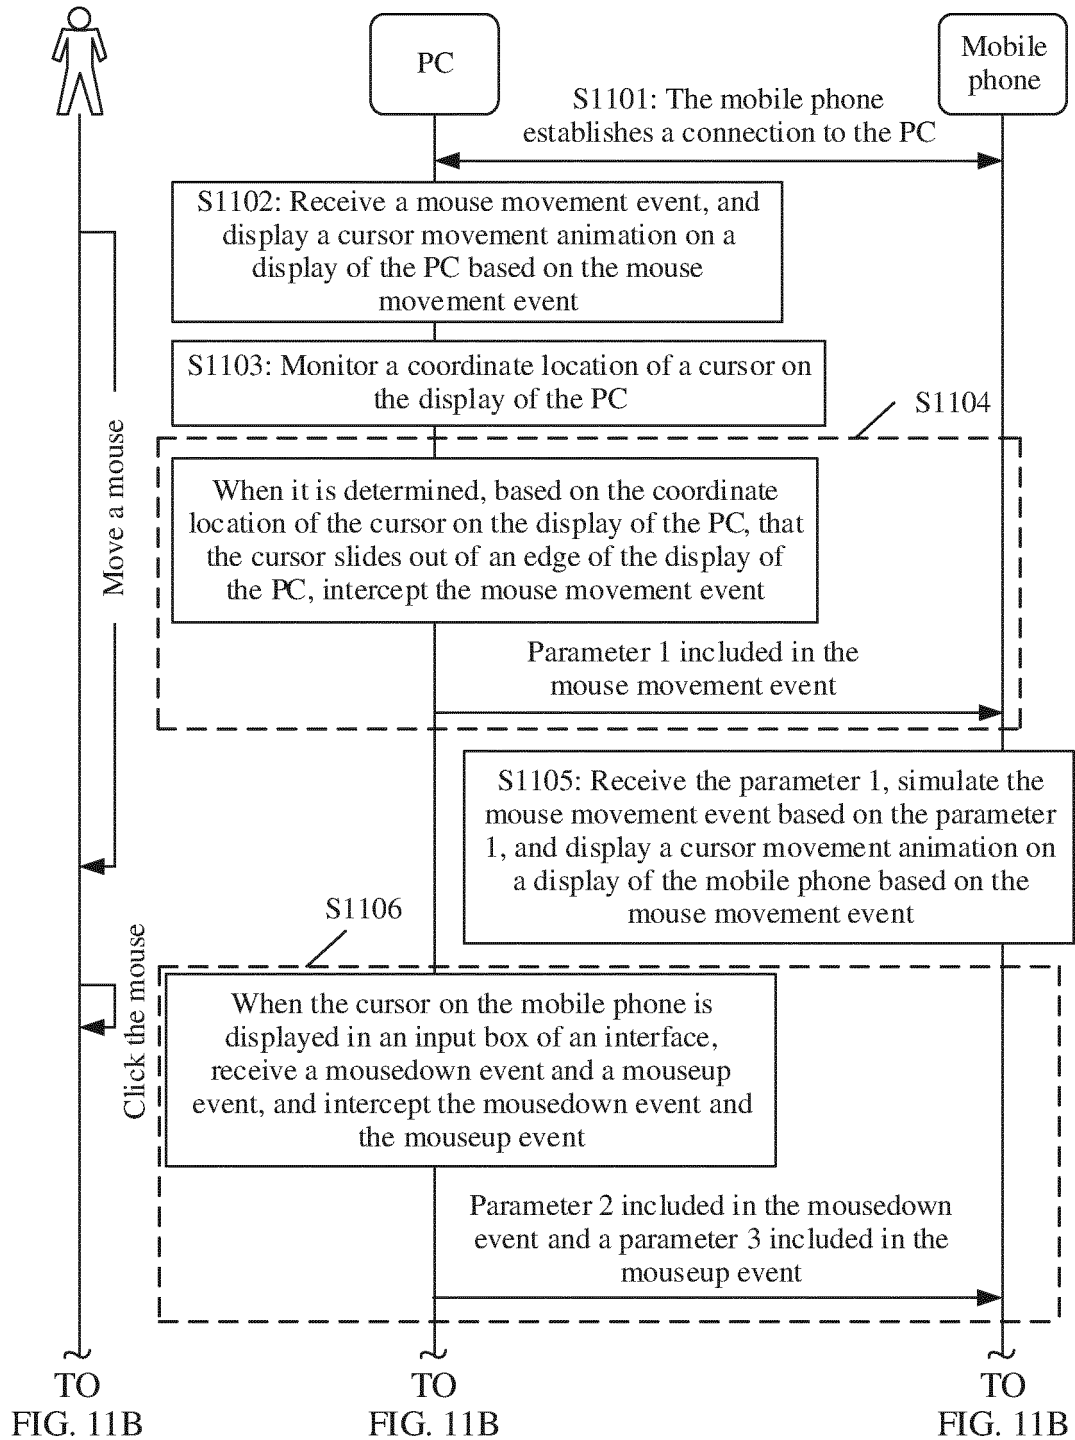 PC
Mobile
phone
S1101: The mobile phone
establishes a connection to the PC
S1102: Receive a mouse movement event, and
display a cursor movement animation on a
display of the PC based on the mouse
movement event
S1103: Monitor a coordinate location of a cursor on
the display of the PC
S1104
Move a mouse
When it is determined, based on the coordinate
location of the cursor on the display of the PC, that
the cursor slides out of an edge of the display of
the PC, intercept the mouse movement event
Parameter 1 included in the
mouse movement event
S1105: Receive the parameter 1, simulate the
mouse movement event based on the parameter
1, and display a cursor movement animation on
a display of the mobile phone based on the
mouse movement event
S1106
Click the mouse
When the cursor on the mobile phone is
displayed in an input box of an interface,
receive a mousedown event and a mouseup
event, and intercept the mousedown event and
the mouseup event
Parameter 2 included in the mousedown
event and a parameter 3 included in the
mouseup event
TO
FIG. 11B
TO
FIG. 11B
TO
FIG. 11B